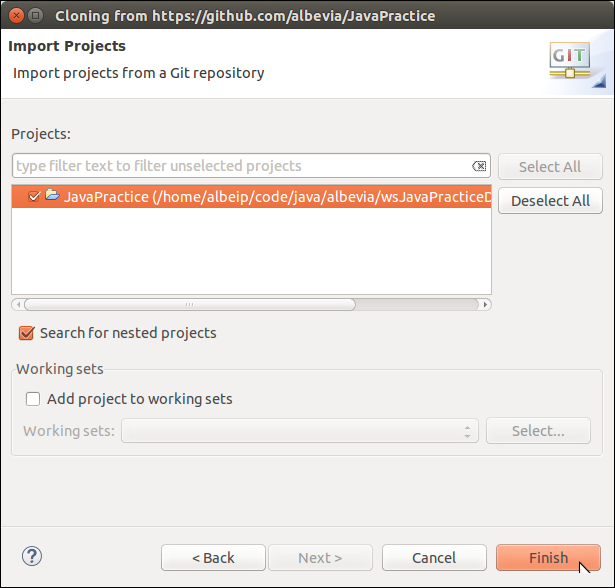 Cloning from https://github.com/albevia/JavaPractice
Import Projects
Import projects from a Git repository
GIT
Projects:
type filter text to filter unselected projects
Select All
JavaPractice (/home/albeip/code/java/albevia/wsJavaPracticeD
Deselect All
Search for nested projects
Working sets
Add project to working sets
Working sets:
Select...
?
< Back
Next >
Cancel
Finish